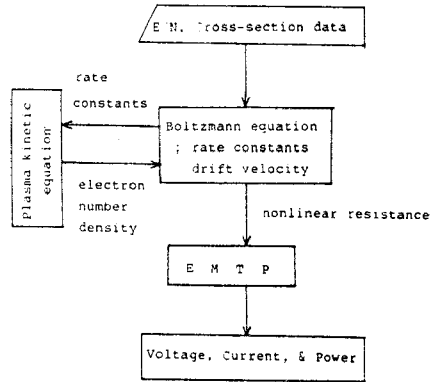 E/N, Cross-section data
rate
constants
Plasma kinetic
equation
Boltzmann equation
; rate constants
drift velocity
electron
number
density
nonlinear resistance
E M T P
Voltage, Current, & Power